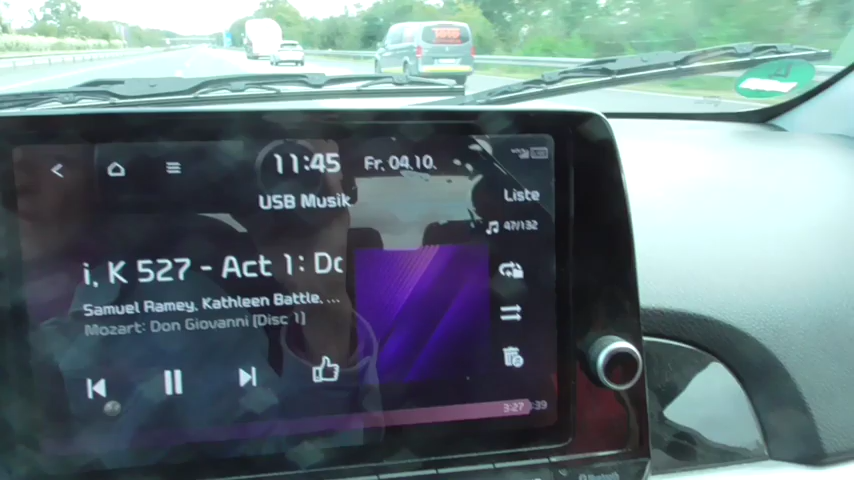 11:45 Fr. 04.10.
USB Musik
Liste
47/132
i, K 527 - Act 1: Do
Samuel Ramey, Kathleen Battle, ...
Mozart: Don Giovanni [Disc 1]
3:27
:39